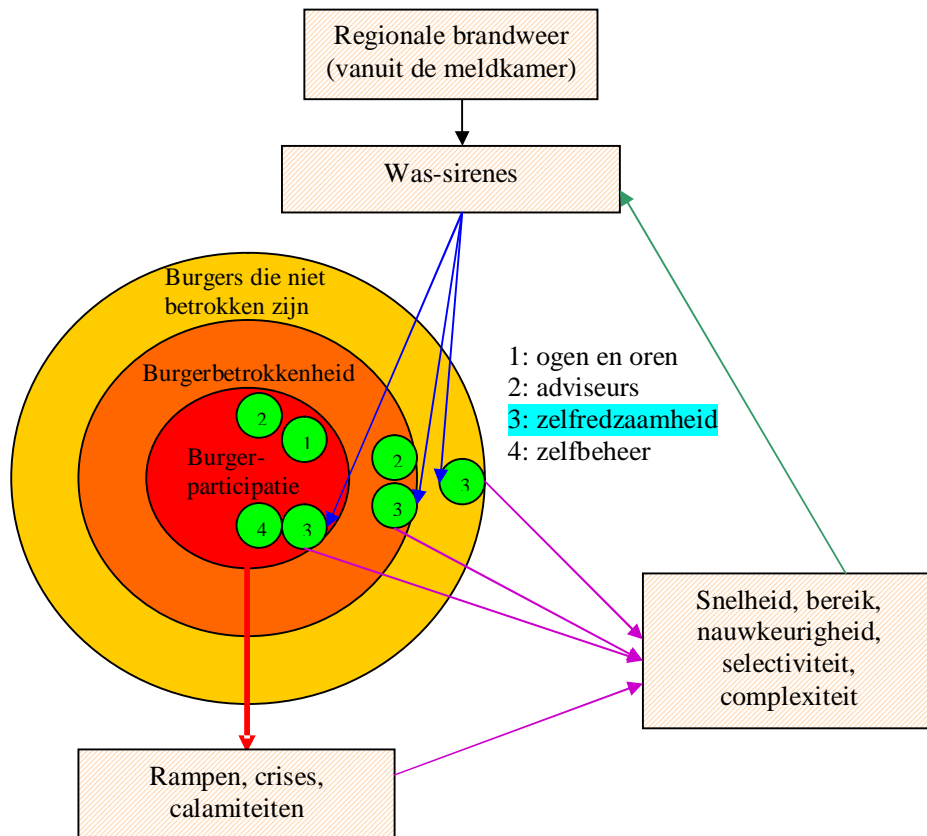 Regionale brandweer
(vanuit de meldkamer)
Was-sirenes
Burgers die niet
betrokken zijn
Burgerbetrokkenheid
1: ogen en oren
2: adviseurs
3: zelfredzaamheid
4: zelfbeheer
2
1
Burger-
participatie
2
3
3
4
3
Snelheid, bereik,
nauwkeurigheid,
selectiviteit,
complexiteit
Rampen, crises,
calamiteiten